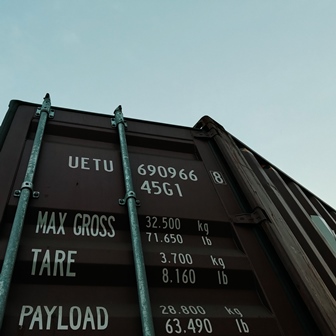 UETU 690966 8
45G1
MAX GROSS 32.500 kg
71.650 lb
TARE 3.700 kg
8.160 lb
PAYLOAD 28.800 kg
63.490 lb